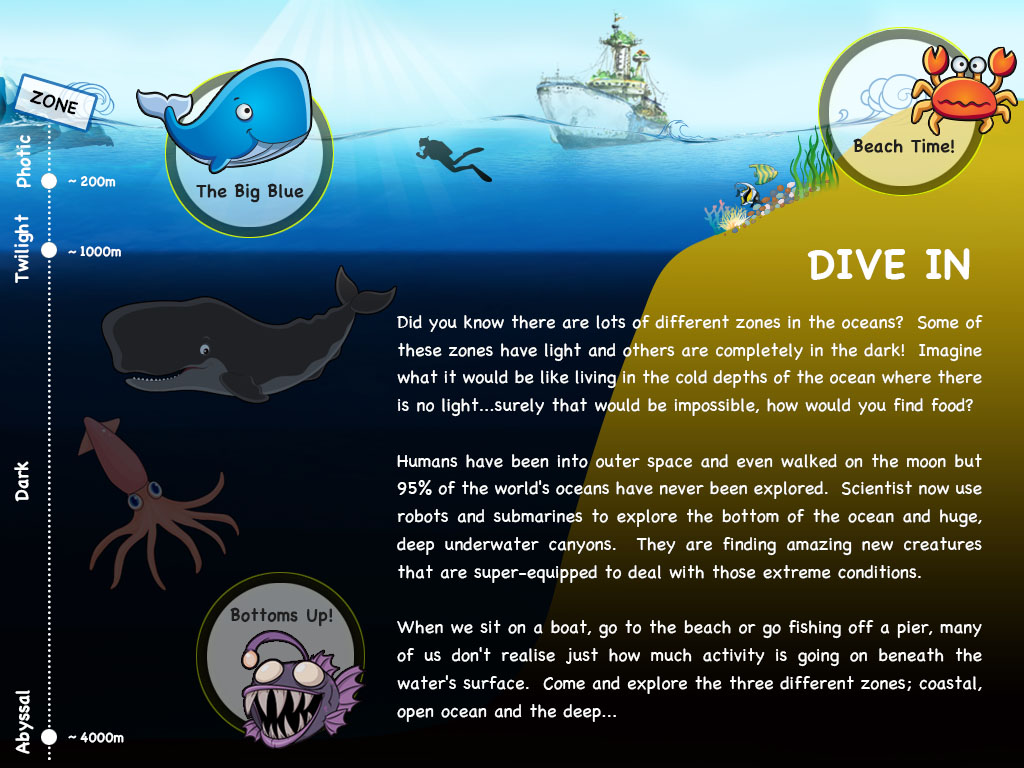 ZONE
Photic
~ 200m
Twilight
~ 1000m
Dark
Abyssal
~ 4000m
The Big Blue
Beach Time!
Bottoms Up!
DIVE IN
Did you know there are lots of different zones in the oceans?  Some of
these zones have light and others are completely in the dark!  Imagine
what it would be like living in the cold depths of the ocean where there
is no light...surely that would be impossible, how would you find food?
Humans have been into outer space and even walked on the moon but
95% of the world's oceans have never been explored.  Scientist now use
robots and submarines to explore the bottom of the ocean and huge,
deep underwater canyons.  They are finding amazing new creatures
that are super-equipped to deal with those extreme conditions.
When we sit on a boat, go to the beach or go fishing off a pier, many
of us don't realise just how much activity is going on beneath the
water's surface.  Come and explore the three different zones; coastal,
open ocean and the deep...